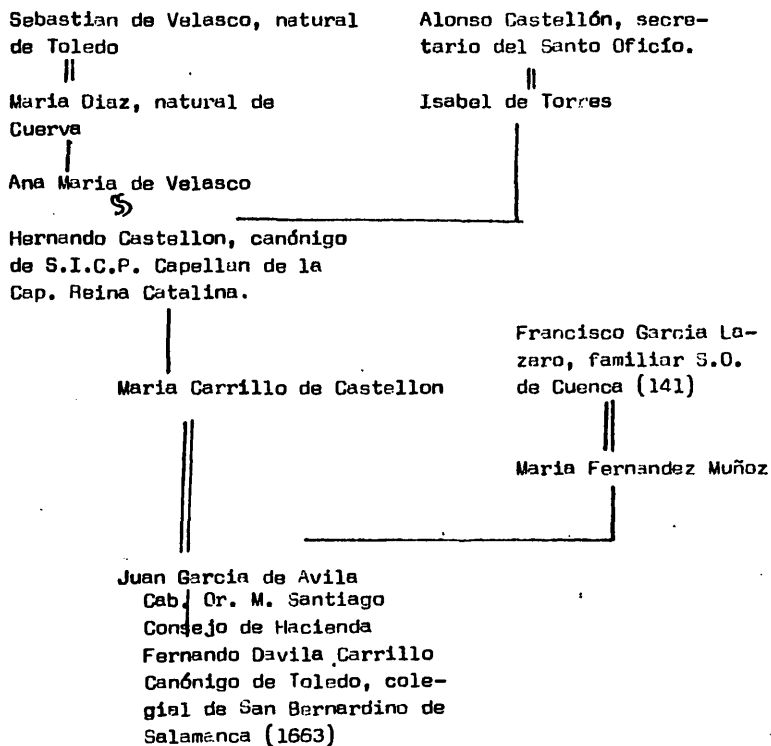 Sebastian de Velasco, natural
de Toledo
Maria Diaz, natural de
Cuerva
Ana Maria de Velasco
Alonso Castellón, secre-
tario del Santo Oficío.
Isabel de Torres
Hernando Castellon, canónigo
de S.I.C.P. Capellan de la
Cap. Reina Catalina.
Maria Carrillo de Castellon
Francisco Garcia La-
zaro, familiar S.O.
de Cuenca (141)
Maria Fernandez Muñoz
Juan Garcia de Avila
Cab. Or. M. Santiago
Consejo de Hacienda
Fernando Davila Carrillo
Canónigo de Toledo, cole-
gial de San Bernardino de
Salamanca (1663)